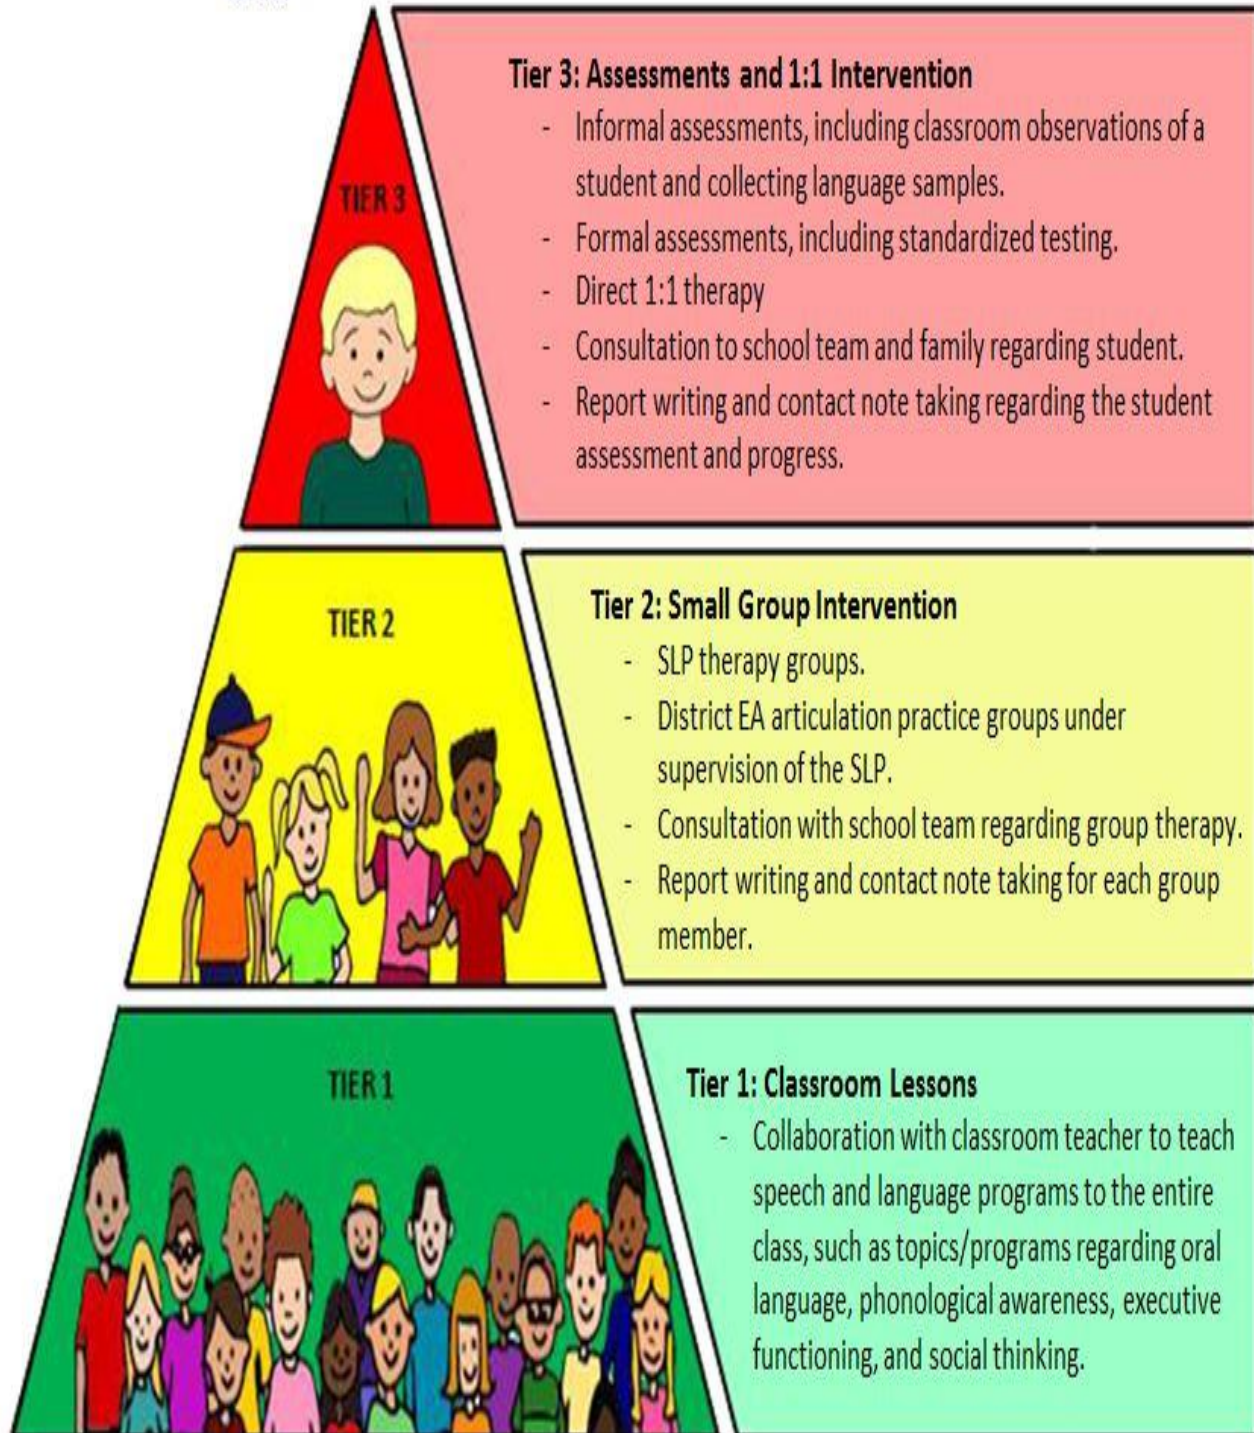 TIER 3
Tier 3: Assessments and 1:1 Intervention
- Informal assessments, including classroom observations of a
student and collecting language samples.
- Formal assessments, including standardized testing.
- Direct 1:1 therapy
- Consultation to school team and family regarding student.
- Report writing and contact note taking regarding the student
assessment and progress.
TIER 2
Tier 2: Small Group Intervention
- SLP therapy groups.
- District EA articulation practice groups under
supervision of the SLP.
- Consultation with school team regarding group therapy.
- Report writing and contact note taking for each group
member.
TIER 1
Tier 1: Classroom Lessons
- Collaboration with classroom teacher to teach
speech and language programs to the entire
class, such as topics/programs regarding oral
language, phonological awareness, executive
functioning, and social thinking.